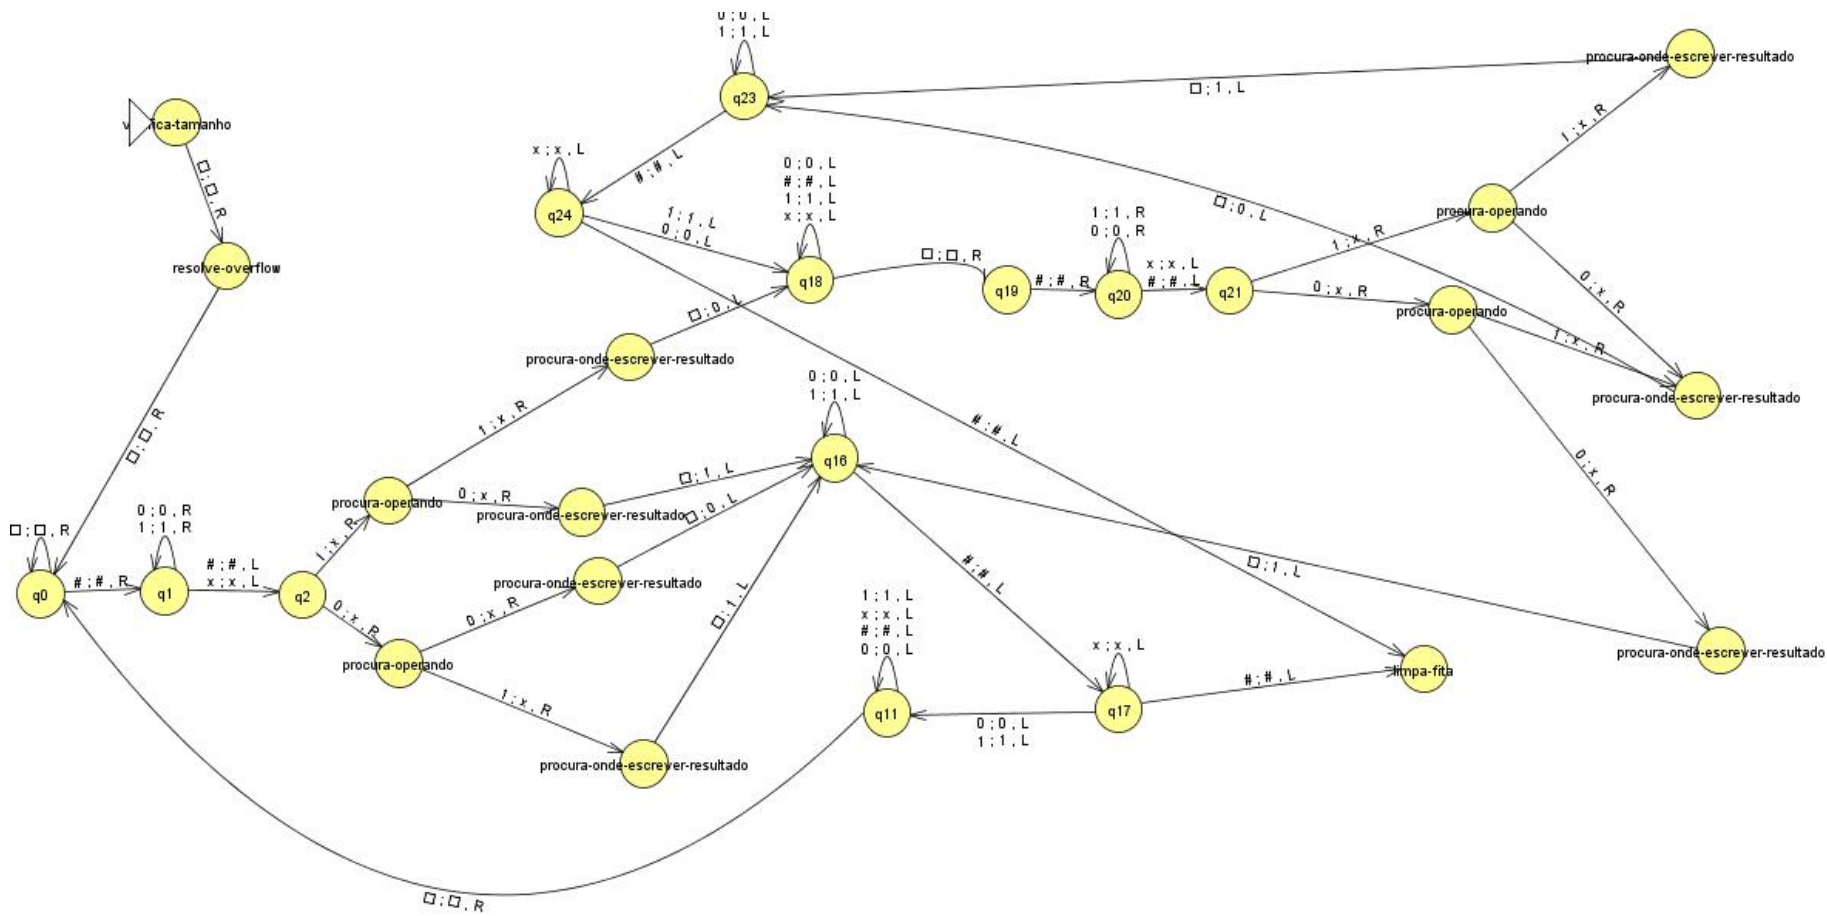 0 ; 0 , L
1 ; 1 , L
q23
procura-onde-escrever-resultado
□ ; 1 , L
□ ; □ , R
x ; x , L
# ; # , L
0 ; 0 , L
# ; # , L
1 ; 1 , L
x ; x , L
1 ; x , R
q24
1 ; 1 , L
0 ; 0 , L
□ ; 0 , L
procura-operando
1 ; 1 , R
0 ; 0 , R
1 ; x , R
resolve-overflow
q18
□ ; □ , R
q19
# ; # , R
q20
x ; x , L
# ; # , L
q21
0 ; x , R
0 ; x , R
procura-operando
□ ; 0 , L
procura-onde-escrever-resultado
1 ; x , R
procura-onde-escrever-resultado
0 ; 0 , L
1 ; 1 , L
□ ; □ , R
1 ; x , R
# ; # , L
q16
0 ; x , R
procura-operando
0 ; x , R
□ ; 1 , L
procura-onde-escrever-resultado
□ ; 0 , L
□ ; □ , R
0 ; 0 , R
1 ; 1 , R
1 ; x , R
# ; # , L
x ; x , L
procura-onde-escrever-resultado
# ; # , L
□ ; 1 , L
q0
# ; # , R
q1
q2
0 ; x , R
0 ; x , R
□ ; 1 , L
1 ; 1 , L
x ; x , L
# ; # , L
0 ; 0 , L
x ; x , L
procura-onde-escrever-resultado
procura-operando
limpa-fita
# ; # , L
1 ; x , R
q11
q17
0 ; 0 , L
1 ; 1 , L
procura-onde-escrever-resultado
□ ; □ , R